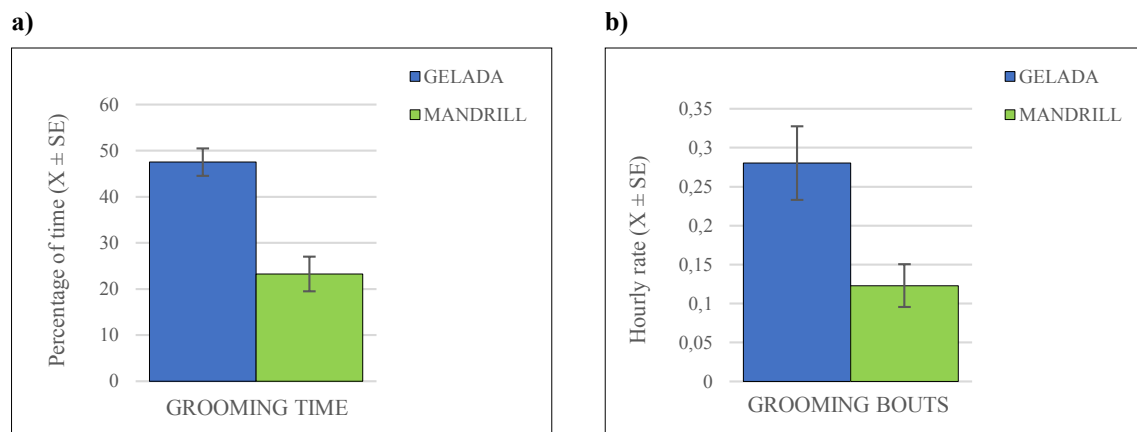 a)
GELADA
MANDRILL
60
50
40
30
20
10
0
Percentage of time (X ± SE)
GROOMING TIME
b)
GELADA
MANDRILL
0,35
0,3
0,25
0,2
0,15
0,1
0,05
0
Hourly rate (X ± SE)
GROOMING BOUTS